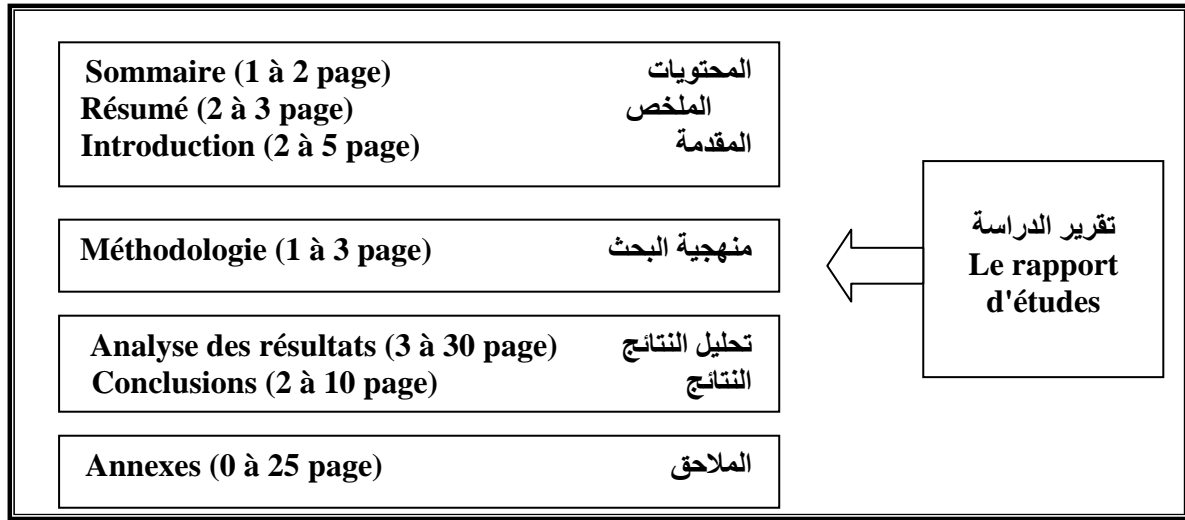 Sommaire (1 à 2 page) المحتويات
Résumé (2 à 3 page) الملخص
Introduction (2 à 5 page) المقدمة
Méthodologie (1 à 3 page) منهجية البحث
Analyse des résultats (3 à 30 page) تحليل النتائج
Conclusions (2 à 10 page) النتائج
Annexes (0 à 25 page) الملاحق
تقرير الدراسة
Le rapport
d'études